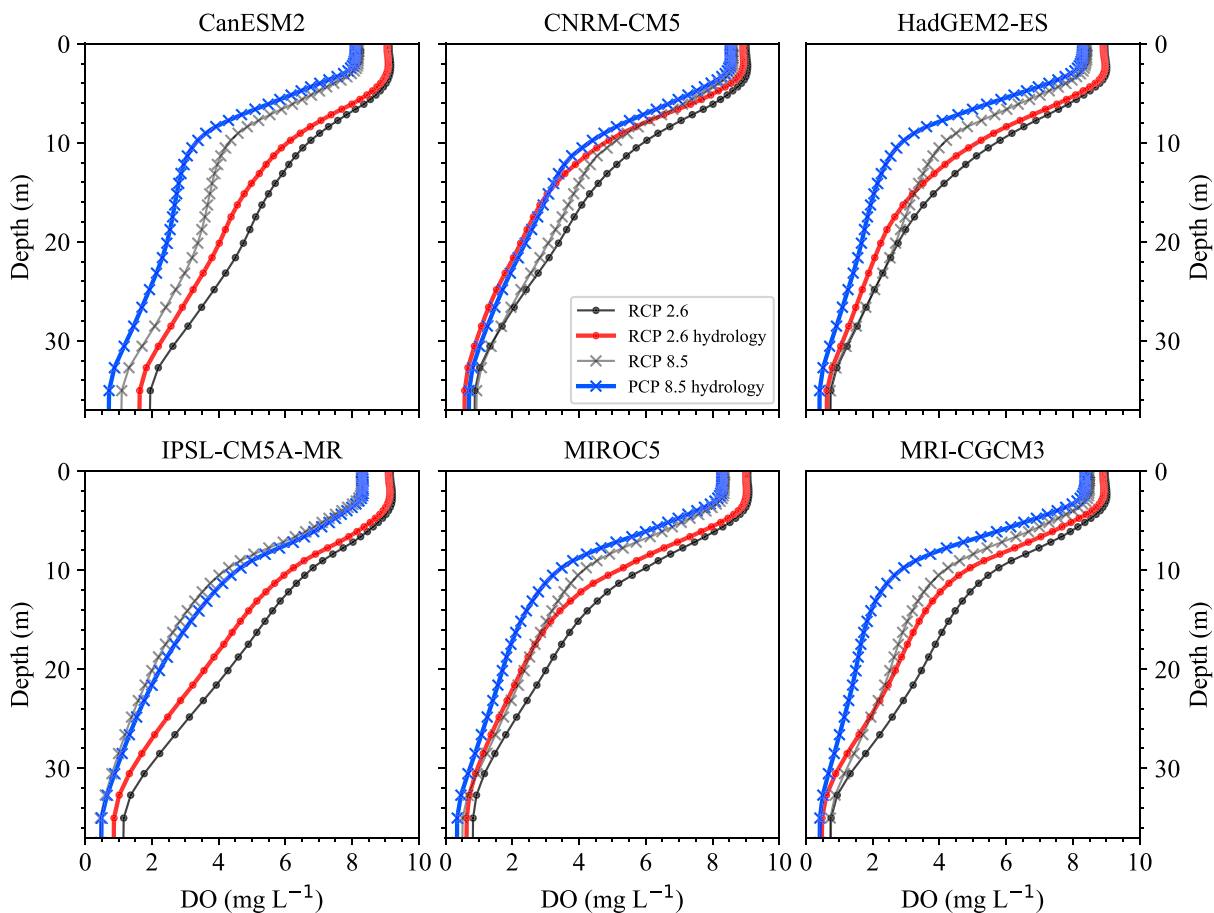 CanESM2 CNRM-CM5 HadGEM2-ES
0 0
10 10
20 20
30 30
Depth (m) Depth (m)
RCP 2.6
RCP 2.6 hydrology
RCP 8.5
PCP 8.5 hydrology
IPSL-CM5A-MR MIROC5 MRI-CGCM3
0 0
10 10
20 20
30 30
Depth (m) Depth (m)
0 2 4 6 8 10 0 2 4 6 8 10 0 2 4 6 8 10
DO (mg L⁻¹) DO (mg L⁻¹) DO (mg L⁻¹)